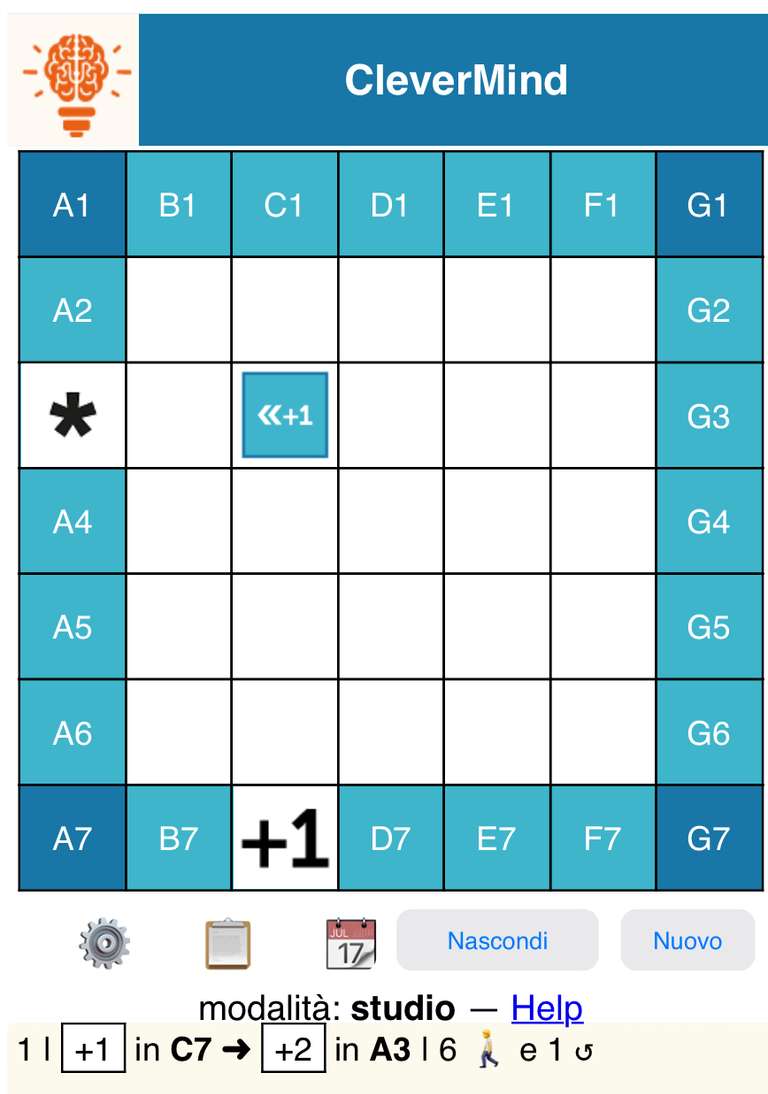 CleverMind
A1 B1 C1 D1 E1 F1 G1
A2 G2
* «+1 G3
A4 G4
A5 G5
A6 G6
A7 B7 +1 D7 E7 F7 G7
JUL 17 Nascondi Nuovo
modalità: studio — Help
1 | +1 in C7 ➜ +2 in A3 | 6 🚶 e 1 ↺